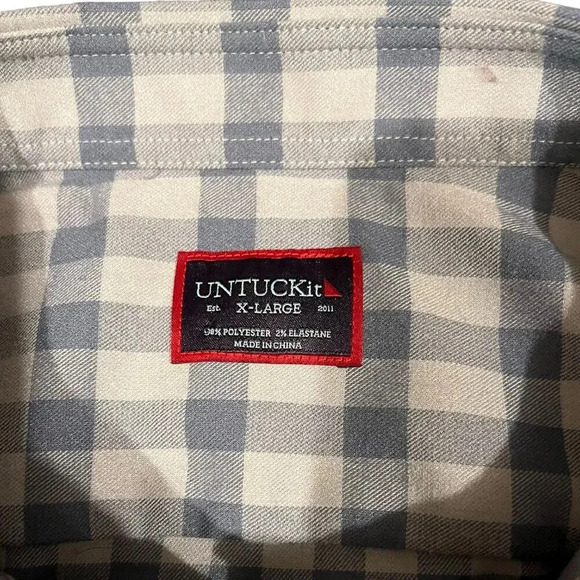 UNTUCKit
Est. X-LARGE 2011
98% POLYESTER 2% ELASTANE
MADE IN CHINA